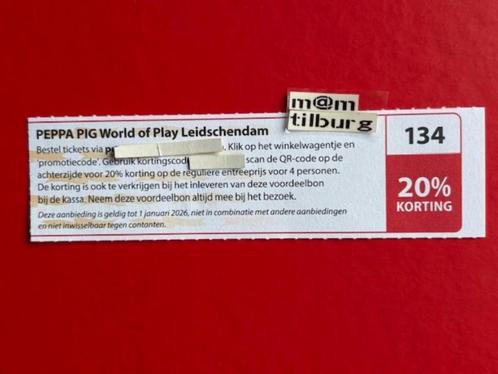 m@m
tilburg
PEPPA PIG World of Play Leidschendam
Bestel tickets via . Klik op het winkelwagentje en
'promotiecode'. Gebruik kortingscode scan de QR-code op de
achterzijde voor 20% korting op de reguliere entreeprijs voor 4 personen.
De korting is ook te verkrijgen bij het inleveren van deze voordeelbon
bij de kassa. Neem deze voordeelbon altijd mee bij het bezoek.
Deze aanbieding is geldig tot 1 januari 2026, niet in combinatie met andere aanbiedingen
en niet inwisselbaar tegen contanten.
134
20%
KORTING